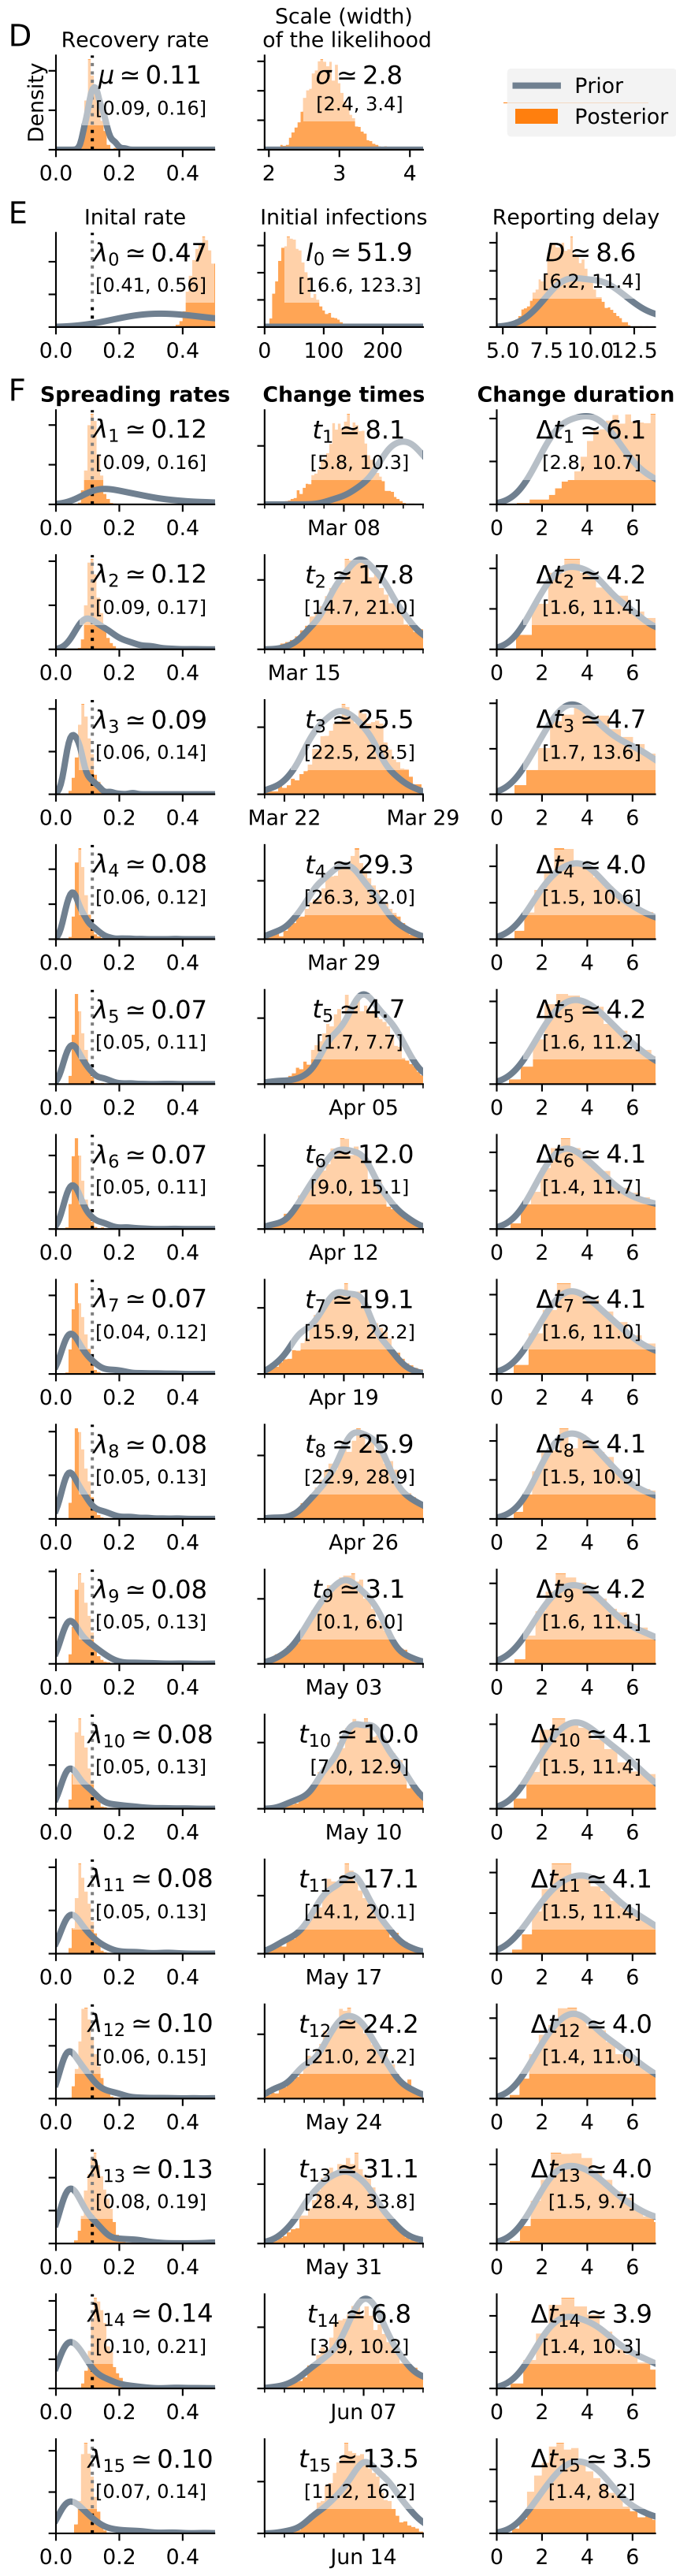 D
Recovery rate
Scale (width)
of the likelihood
Density
μ ≃ 0.11
[0.09, 0.16]
σ ≃ 2.8
[2.4, 3.4]
Prior
Posterior
0.0 0.2 0.4
2 3 4
E
Inital rate
Initial infections
Reporting delay
λ0 ≃ 0.47
[0.41, 0.56]
I0 ≃ 51.9
[16.6, 123.3]
D ≃ 8.6
[6.2, 11.4]
0.0 0.2 0.4
0 100 200
5.0 7.5 10.0 12.5
F
Spreading rates
Change times
Change duration
λ1 ≃ 0.12
[0.09, 0.16]
t1 ≃ 8.1
[5.8, 10.3]
Δt1 ≃ 6.1
[2.8, 10.7]
0.0 0.2 0.4
Mar 08
0 2 4 6
λ2 ≃ 0.12
[0.09, 0.17]
t2 ≃ 17.8
[14.7, 21.0]
Δt2 ≃ 4.2
[1.6, 11.4]
0.0 0.2 0.4
Mar 15
0 2 4 6
λ3 ≃ 0.09
[0.06, 0.14]
t3 ≃ 25.5
[22.5, 28.5]
Δt3 ≃ 4.7
[1.7, 13.6]
0.0 0.2 0.4
Mar 22 Mar 29
0 2 4 6
λ4 ≃ 0.08
[0.06, 0.12]
t4 ≃ 29.3
[26.3, 32.0]
Δt4 ≃ 4.0
[1.5, 10.6]
0.0 0.2 0.4
Mar 29
0 2 4 6
λ5 ≃ 0.07
[0.05, 0.11]
t5 ≃ 4.7
[1.7, 7.7]
Δt5 ≃ 4.2
[1.6, 11.2]
0.0 0.2 0.4
Apr 05
0 2 4 6
λ6 ≃ 0.07
[0.05, 0.11]
t6 ≃ 12.0
[9.0, 15.1]
Δt6 ≃ 4.1
[1.4, 11.7]
0.0 0.2 0.4
Apr 12
0 2 4 6
λ7 ≃ 0.07
[0.04, 0.12]
t7 ≃ 19.1
[15.9, 22.2]
Δt7 ≃ 4.1
[1.6, 11.0]
0.0 0.2 0.4
Apr 19
0 2 4 6
λ8 ≃ 0.08
[0.05, 0.13]
t8 ≃ 25.9
[22.9, 28.9]
Δt8 ≃ 4.1
[1.5, 10.9]
0.0 0.2 0.4
Apr 26
0 2 4 6
λ9 ≃ 0.08
[0.05, 0.13]
t9 ≃ 3.1
[0.1, 6.0]
Δt9 ≃ 4.2
[1.6, 11.1]
0.0 0.2 0.4
May 03
0 2 4 6
λ10 ≃ 0.08
[0.05, 0.13]
t10 ≃ 10.0
[7.0, 12.9]
Δt10 ≃ 4.1
[1.5, 11.4]
0.0 0.2 0.4
May 10
0 2 4 6
λ11 ≃ 0.08
[0.05, 0.13]
t11 ≃ 17.1
[14.1, 20.1]
Δt11 ≃ 4.1
[1.5, 11.4]
0.0 0.2 0.4
May 17
0 2 4 6
λ12 ≃ 0.10
[0.06, 0.15]
t12 ≃ 24.2
[21.0, 27.2]
Δt12 ≃ 4.0
[1.4, 11.0]
0.0 0.2 0.4
May 24
0 2 4 6
λ13 ≃ 0.13
[0.08, 0.19]
t13 ≃ 31.1
[28.4, 33.8]
Δt13 ≃ 4.0
[1.5, 9.7]
0.0 0.2 0.4
May 31
0 2 4 6
λ14 ≃ 0.14
[0.10, 0.21]
t14 ≃ 6.8
[3.9, 10.2]
Δt14 ≃ 3.9
[1.4, 10.3]
0.0 0.2 0.4
Jun 07
0 2 4 6
λ15 ≃ 0.10
[0.07, 0.14]
t15 ≃ 13.5
[11.2, 16.2]
Δt15 ≃ 3.5
[1.4, 8.2]
0.0 0.2 0.4
Jun 14
0 2 4 6